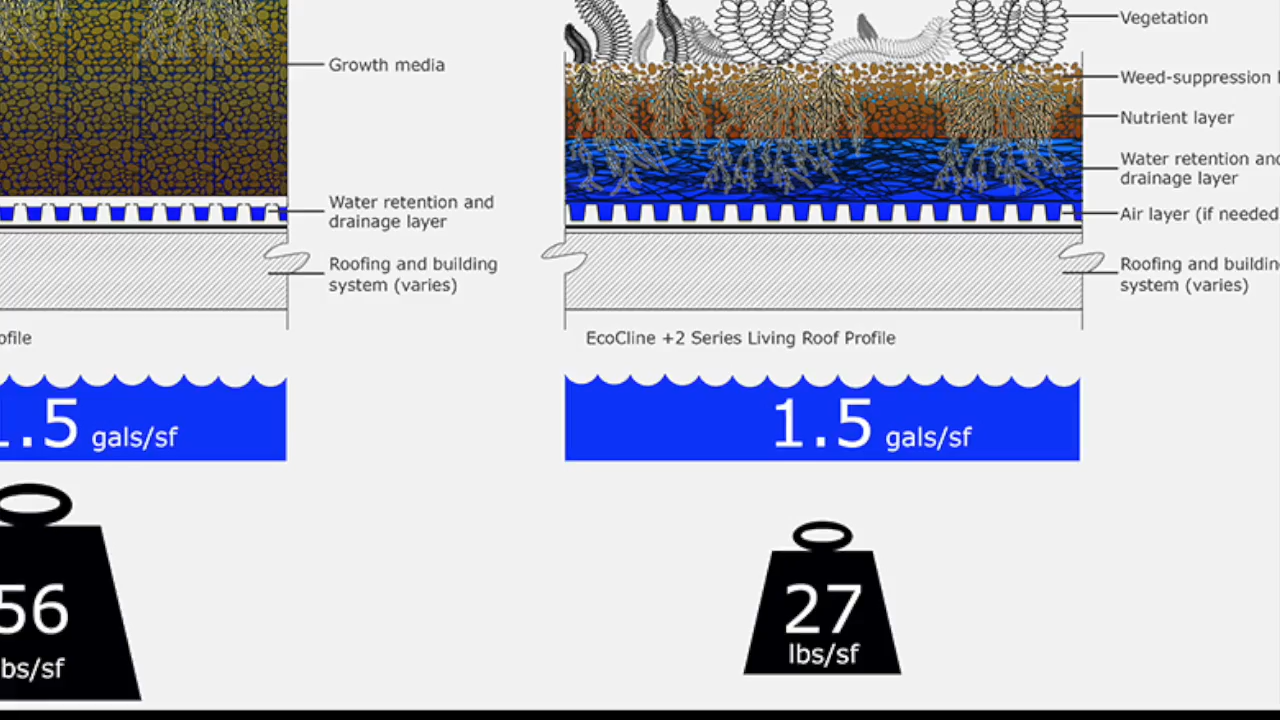 Growth media
Water retention and
drainage layer
Roofing and building
system (varies)
Vegetation
Weed-suppression
Nutrient layer
Water retention and
drainage layer
Air layer (if needed
Roofing and building
system (varies)
EcoCline +2 Series Living Roof Profile
1.5 gals/sf
1.5 gals/sf
56
lbs/sf
27
lbs/sf